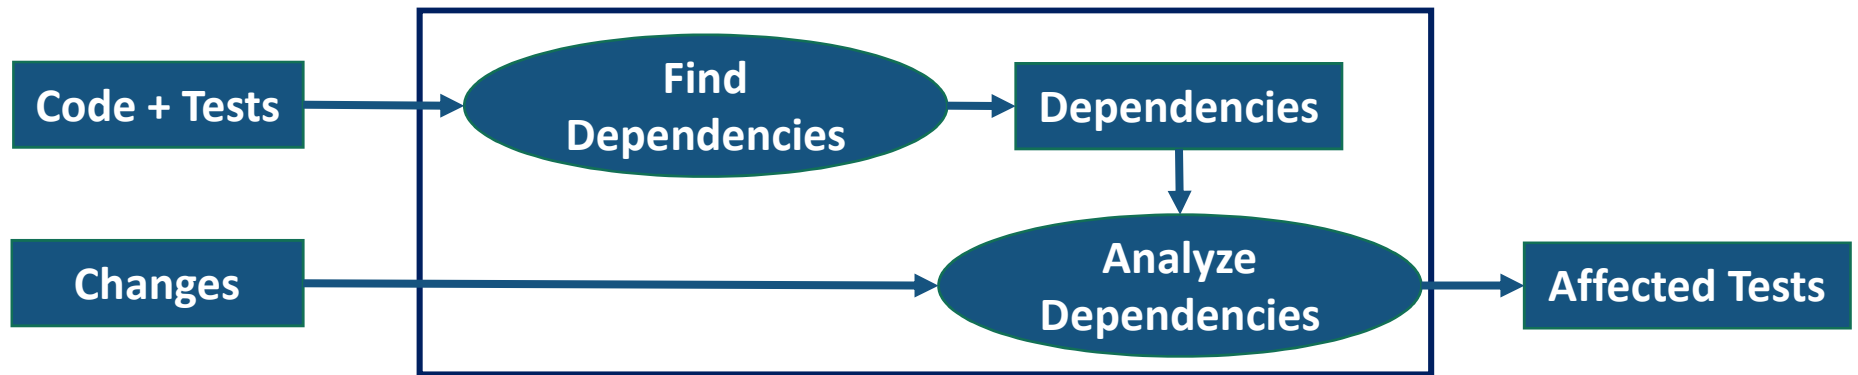 Code + Tests
Find
Dependencies
Dependencies
Changes
Analyze
Dependencies
Affected Tests